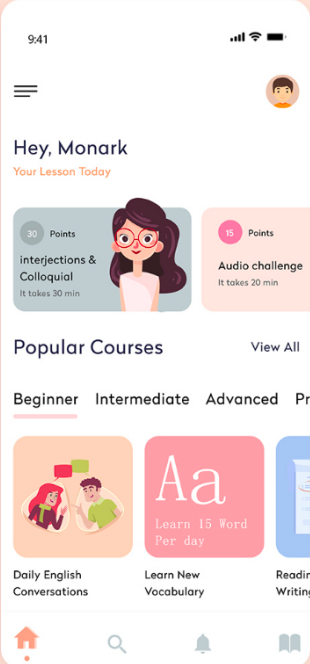 9:41
Hey, Monark
Your Lesson Today
30 Points
interjections &
Colloquial
It takes 30 min
15 Points
Audio challenge
It takes 20 min
Popular Courses
View All
Beginner Intermediate Advanced Pr
Aa
Learn 15 Word
Per day
Daily English
Conversations
Learn New
Vocabulary
Readin
Writing